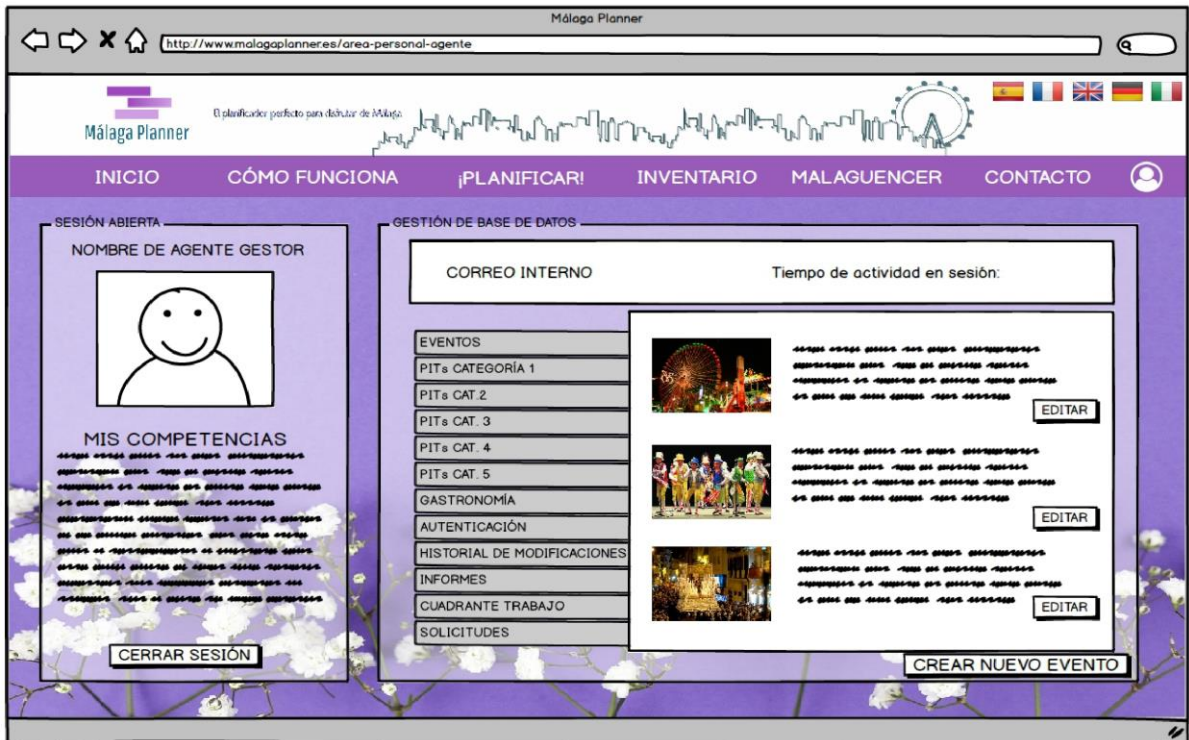 Málaga Planner
http://www.malagaplanner.es/area-personal-agente
Málaga Planner
El planificador perfecto para disfrutar de Málaga
INICIO CÓMO FUNCIONA ¡PLANIFICAR! INVENTARIO MALAGUENCER CONTACTO
SESIÓN ABIERTA
NOMBRE DE AGENTE GESTOR
MIS COMPETENCIAS
CERRAR SESIÓN
GESTIÓN DE BASE DE DATOS
CORREO INTERNO Tiempo de actividad en sesión:
EVENTOS
PITs CATEGORÍA 1
PITs CAT.2
PITs CAT. 3
PITs CAT. 4
PITs CAT. 5
GASTRONOMÍA
AUTENTICACIÓN
HISTORIAL DE MODIFICACIONES
INFORMES
CUADRANTE TRABAJO
SOLICITUDES
EDITAR
EDITAR
EDITAR
CREAR NUEVO EVENTO